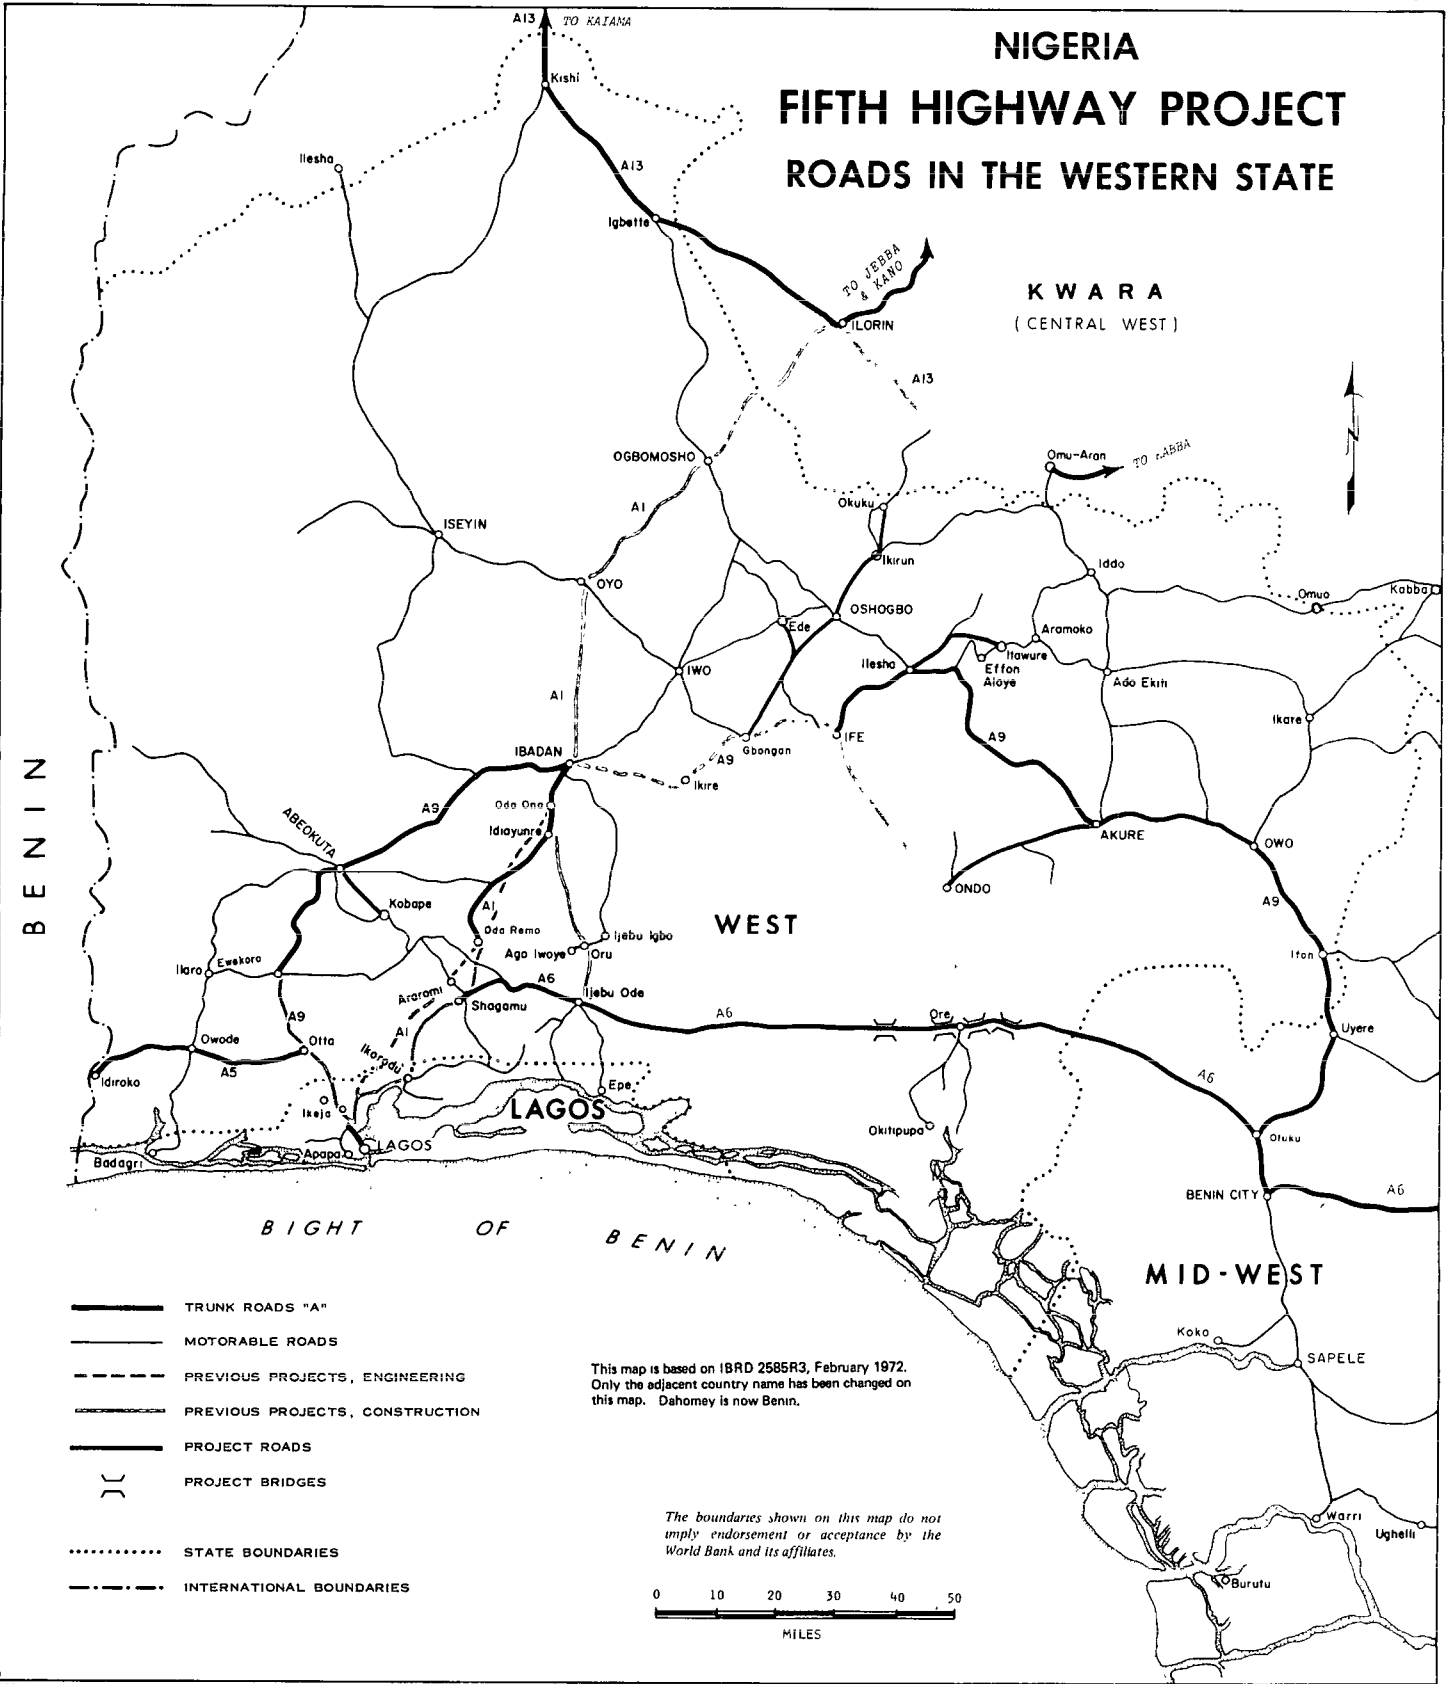 A13
TO KAIAMA
NIGERIA
FIFTH HIGHWAY PROJECT
ROADS IN THE WESTERN STATE
Kishi
Ilesha
A13
Igbette
TO JEBBA
& KANO
KWARA
(CENTRAL WEST)
ILORIN
A13
OGBOMOSHO
Omu-Aran
TO
A1
Okuku
ISEYIN
Ikirun
Iddo
OYO
Omuo
Kabba
OSHOGBO
Ede
Aramoko
Ilesha
Itawure
Effon
Alaye
IWO
Ado Ekiti
A1
Ikare
IFE
A9
IBADAN
Gbongan
A9
Ikire
BENIN
Oda Ona
A9
ABEOKUTA
Idiayunre
AKURE
OWO
ONDO
Kobape
A1
A9
WEST
Oda Remo
Ijebu Igbo
Ago Iwoye
Oru
Ifon
Ilaro
Ewekoro
A6
Araromi
Ijebu Ode
Shagamu
A9
A1
A6
Ore
Uyere
Owode
Otta
Ikorodu
A5
Idiroko
A6
Epe
Ikeja
LAGOS
Okitipupa
Oluku
LAGOS
Apapa
Badagri
BENIN CITY
A6
BIGHT OF BENIN
MID-WEST
TRUNK ROADS "A"
MOTORABLE ROADS
Koko
SAPELE
PREVIOUS PROJECTS, ENGINEERING
This map is based on IBRD 2585R3, February 1972.
Only the adjacent country name has been changed on
this map. Dahomey is now Benin.
PREVIOUS PROJECTS, CONSTRUCTION
PROJECT ROADS
PROJECT BRIDGES
The boundaries shown on this map do not
imply endorsement or acceptance by the
World Bank and its affiliates.
Warri
Ughelli
STATE BOUNDARIES
INTERNATIONAL BOUNDARIES
Burutu
0 10 20 30 40 50
MILES